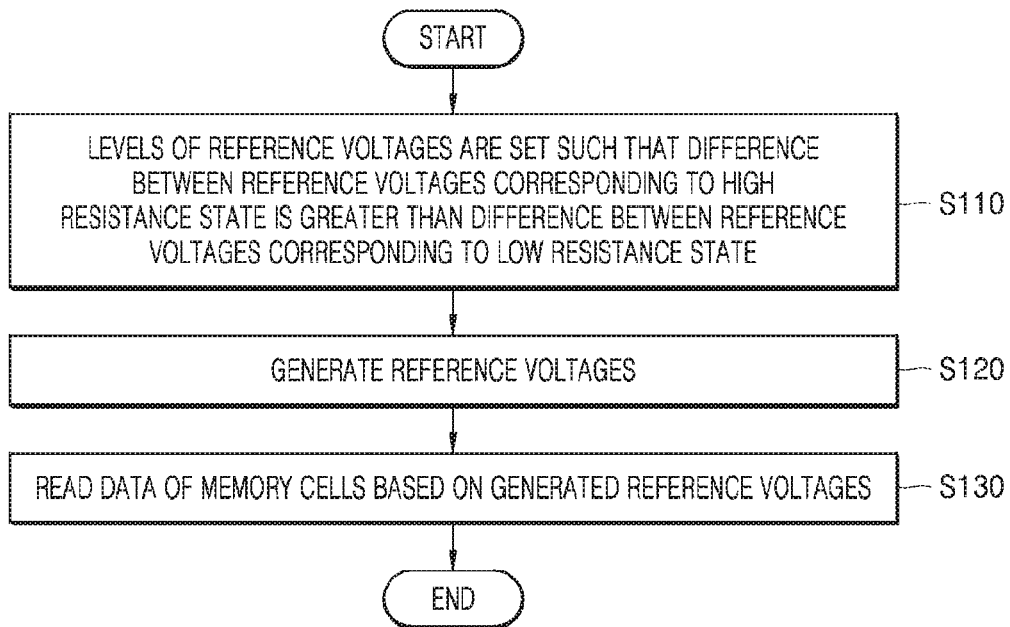 START
LEVELS OF REFERENCE VOLTAGES ARE SET SUCH THAT DIFFERENCE
BETWEEN REFERENCE VOLTAGES CORRESPONDING TO HIGH
RESISTANCE STATE IS GREATER THAN DIFFERENCE BETWEEN REFERENCE
VOLTAGES CORRESPONDING TO LOW RESISTANCE STATE
S110
GENERATE REFERENCE VOLTAGES
S120
READ DATA OF MEMORY CELLS BASED ON GENERATED REFERENCE VOLTAGES
S130
END